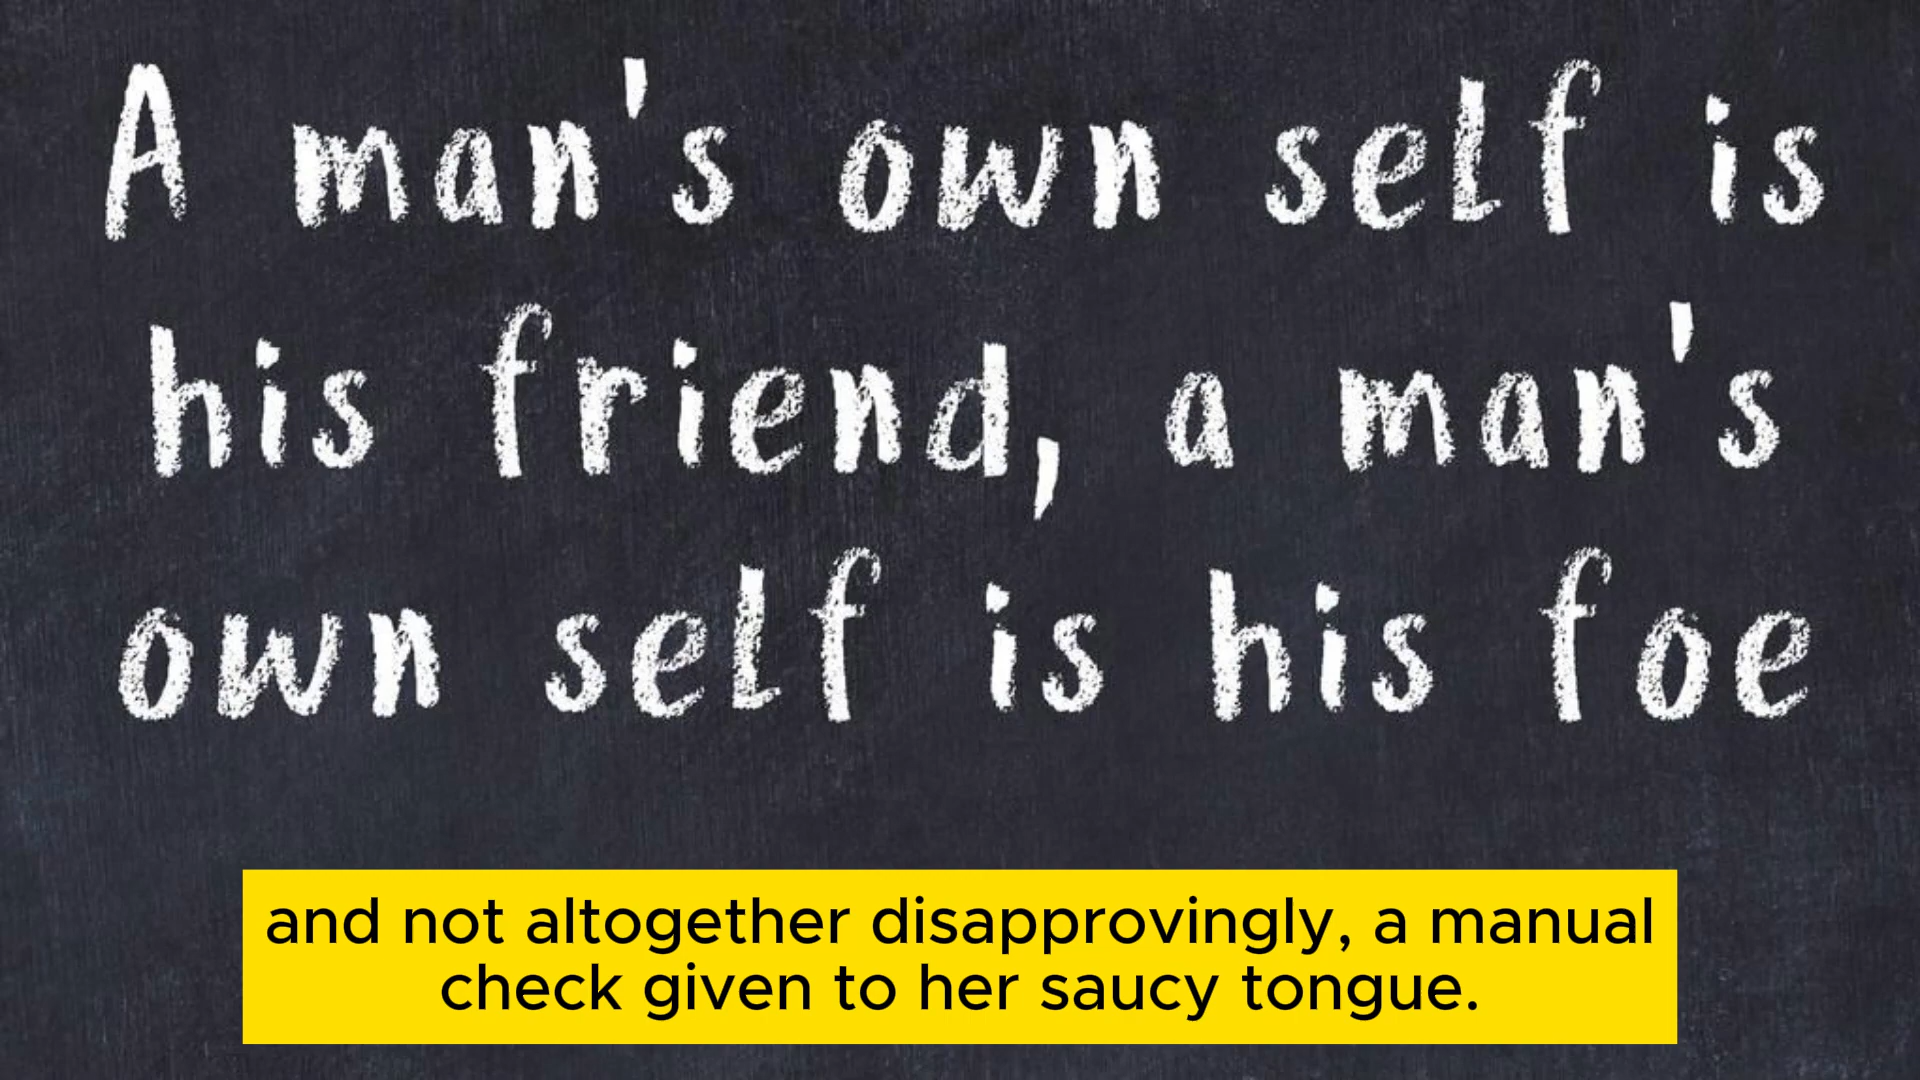 A man's own self is
his friend, a man's
own self is his foe
and not altogether disapprovingly, a manual
check given to her saucy tongue.